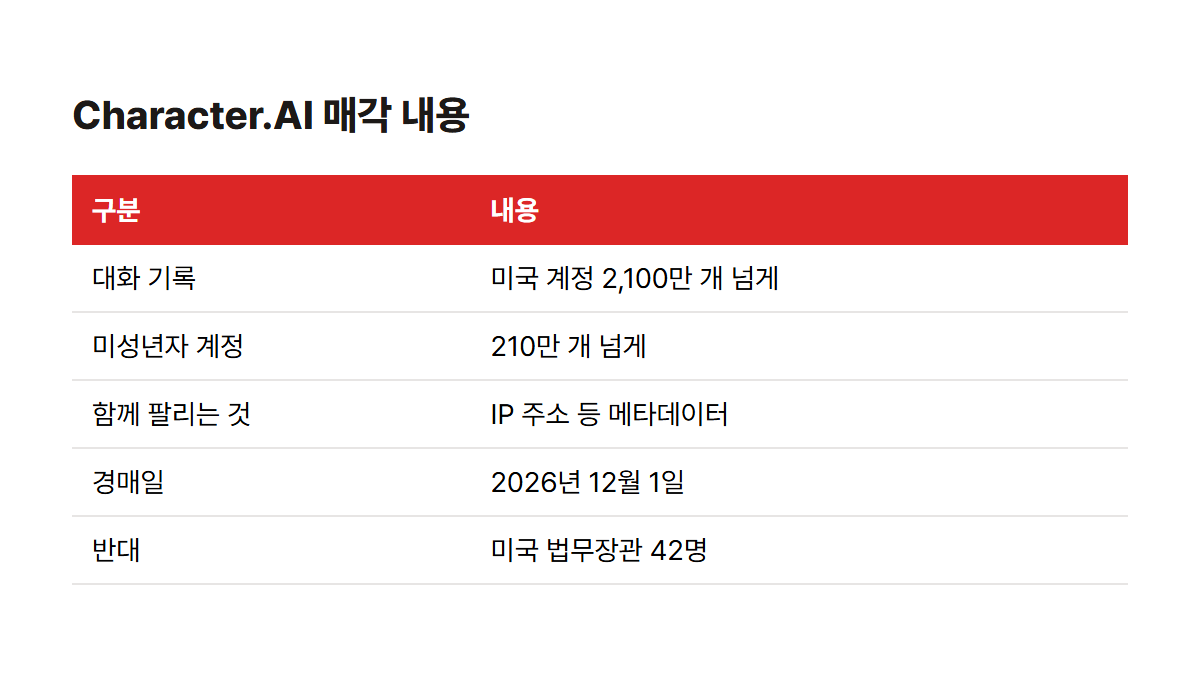 Character.AI 매각 내용
구분 내용
대화 기록 미국 계정 2,100만 개 넘게
미성년자 계정 210만 개 넘게
함께 팔리는 것 IP 주소 등 메타데이터
경매일 2026년 12월 1일
반대 미국 법무장관 42명